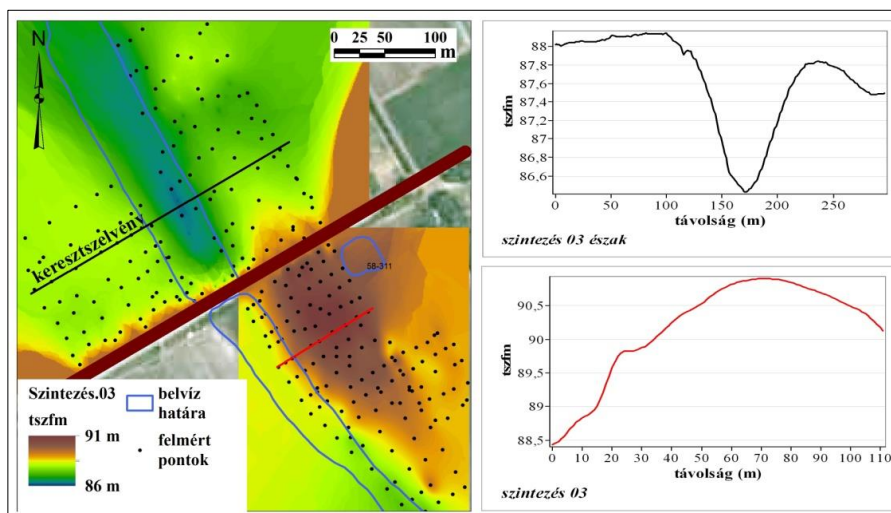 N
0 25 50 100
m
keresztszelvény
58-311
Szintezés.03
tszfm
91 m
86 m
belvíz
határa
felmért
pontok
88
87,8
87,6
87,4
87,2
87
86,8
86,6
tszfm
0 50 100 150 200 250
távolság (m)
szintezés 03 észak
90,5
90
89,5
89
88,5
tszfm
0 10 20 30 40 50 60 70 80 90 100 110
távolság (m)
szintezés 03